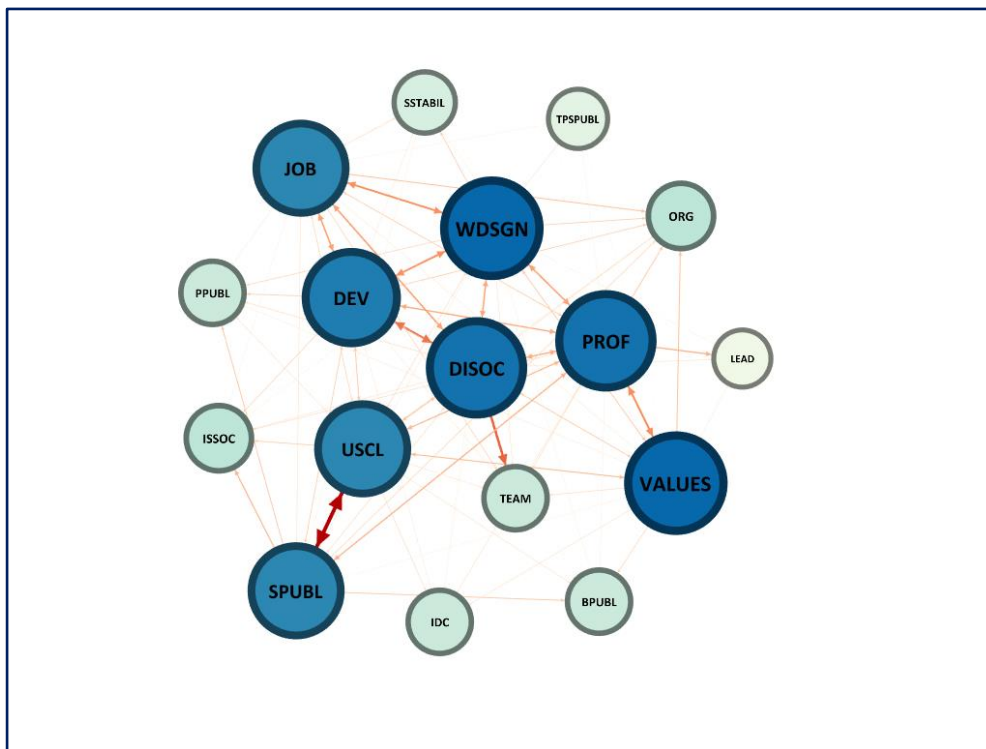 SSTABIL
TPSPUBL
JOB
ORG
WDSGN
PPUBL
DEV
PROF
LEAD
DISOC
ISSOC
USCL
VALUES
TEAM
SPUBL
BPUBL
IDC